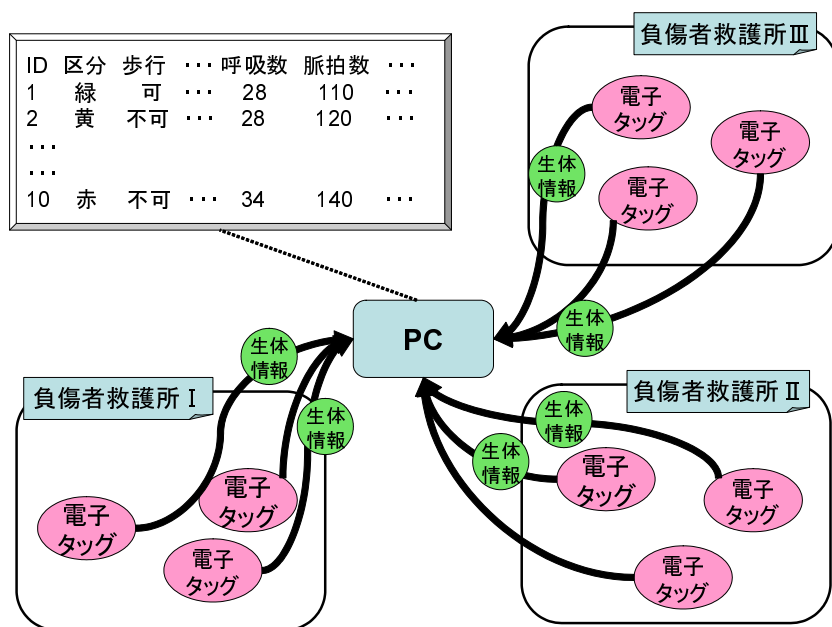 ID 区分 歩行 ･･･ 呼吸数 脈拍数 ･･･
1 緑 可 ･･･ 28 110 ･･･
2 黄 不可 ･･･ 28 120 ･･･
･･･
･･･
10 赤 不可 ･･･ 34 140 ･･･
負傷者救護所Ⅲ
電子
タッグ
電子
タッグ
生体
情報
電子
タッグ
生体
情報
PC
生体
情報
負傷者救護所Ⅰ
生体
情報
電子
タッグ
電子
タッグ
電子
タッグ
負傷者救護所Ⅱ
生体
情報
生体
情報
電子
タッグ
電子
タッグ
電子
タッグ